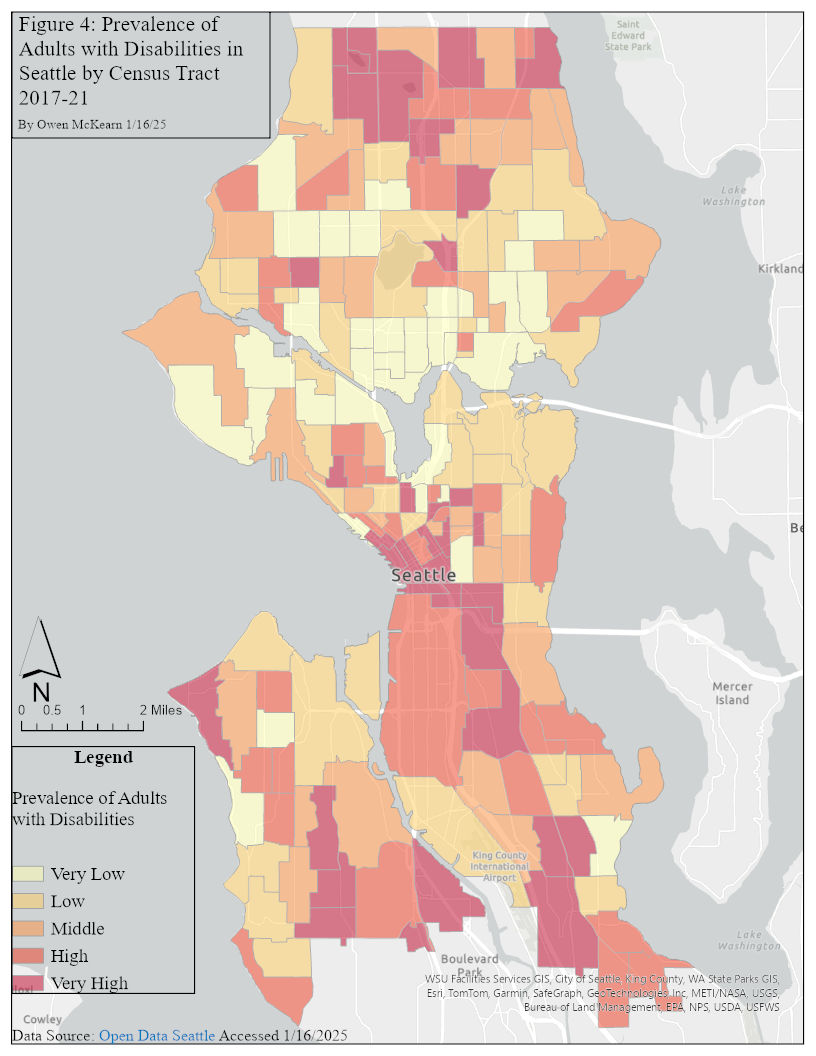 Figure 4: Prevalence of
Adults with Disabilities in
Seattle by Census Tract
2017-21
By Owen McKearn 1/16/25
Saint
Edward
State Park
Lake
Washington
Kirkland
Be
Seattle
Mercer
Island
N
0 0.5 1 2 Miles
Legend
Prevalence of Adults
with Disabilities
Very Low
Low
Middle
High
Very High
King County
International
Airport
Boulevard
Park
Lake
Washington
Cowley
WSU Facilities Services GIS, City of Seattle, King County, WA State Parks GIS,
Esri, TomTom, Garmin, SafeGraph, GeoTechnologies, Inc, METI/NASA, USGS,
Bureau of Land Management, EPA, NPS, USDA, USFWS
Data Source: Open Data Seattle Accessed 1/16/2025